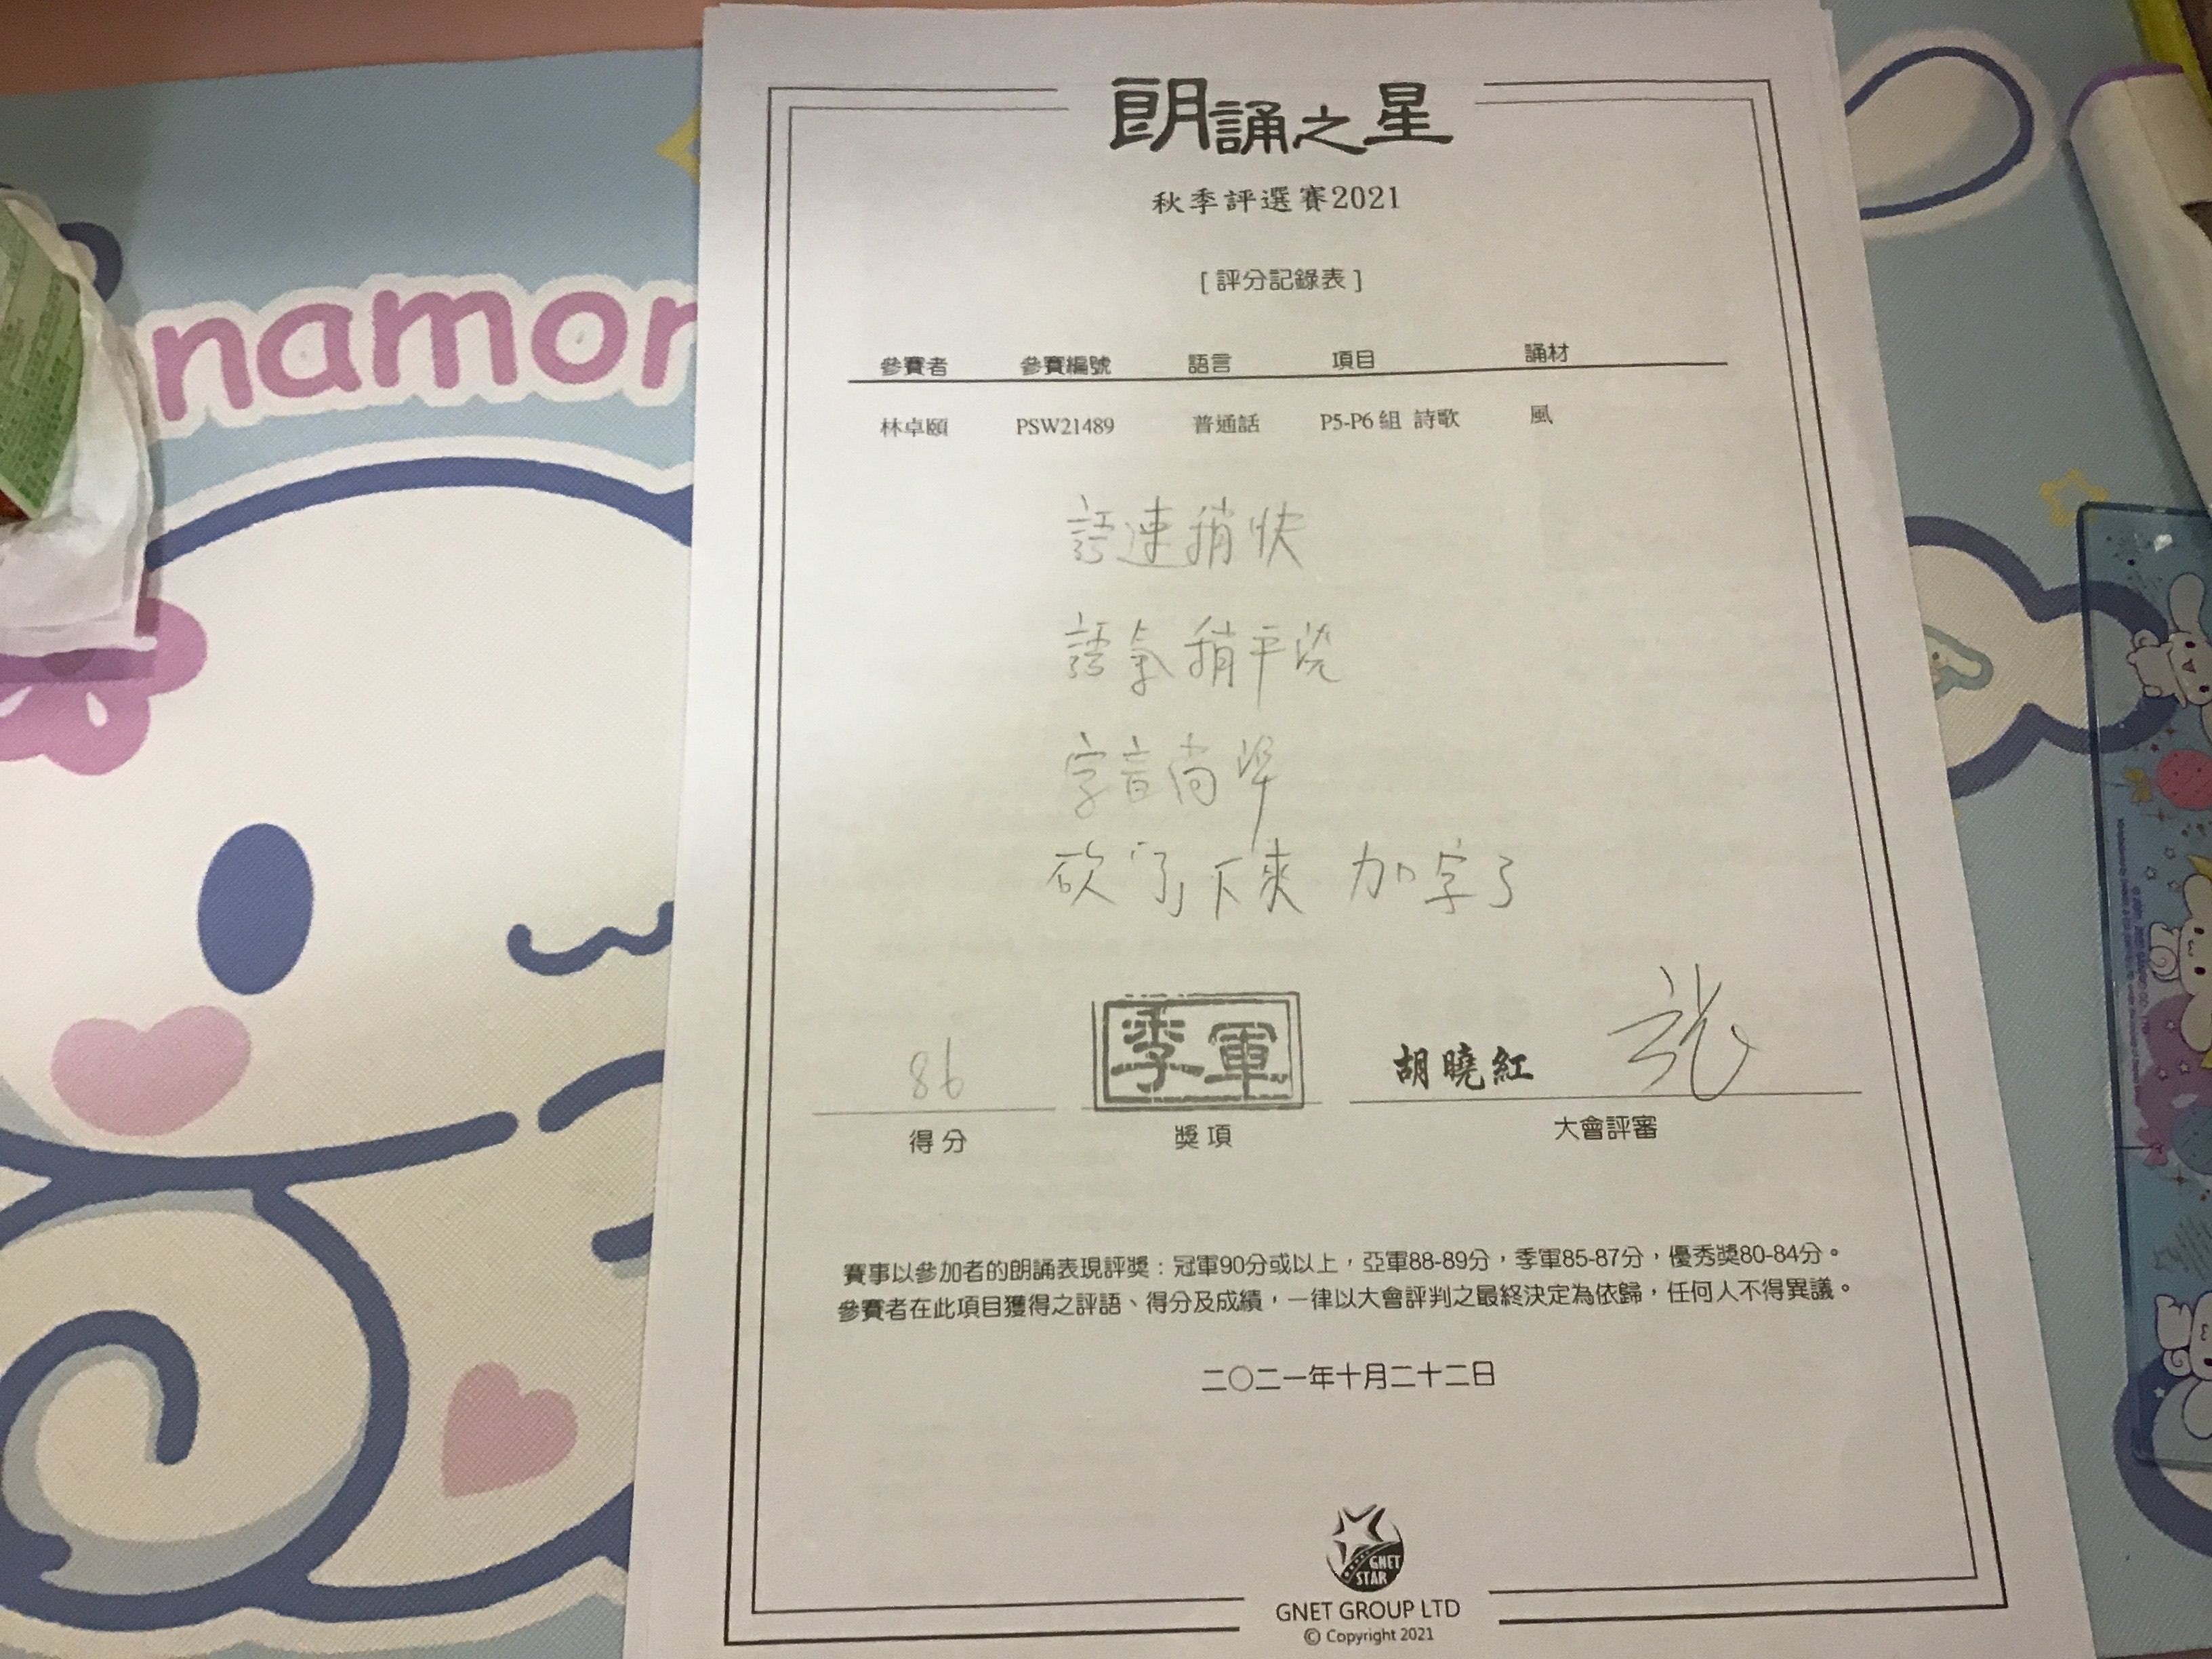 namor
朗誦之星
秋季評選賽2021
[ 評分記錄表 ]
參賽者 參賽編號 語言 項目 誦材
林卓頤 PSW21489 普通話 P5-P6 組 詩歌 風
語速稍快
語氣稍平淡
字音尚準
砍「了」下來 加字了
86 季軍 胡曉紅
得分 獎項 大會評審
賽事以參加者的朗誦表現評獎：冠軍90分或以上，亞軍88-89分，季軍85-87分，優秀獎80-84分。
參賽者在此項目獲得之評語、得分及成績，一律以大會評判之最終決定為依歸，任何人不得異議。
二〇二一年十月二十二日
GNET
STAR
GNET GROUP LTD
© Copyright 2021